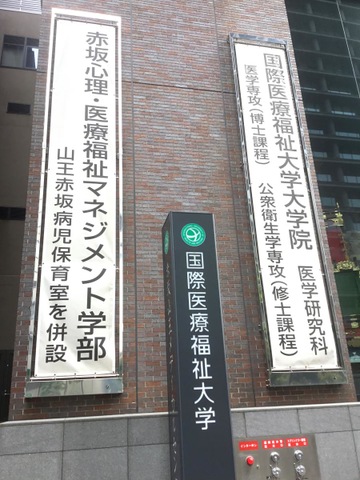 国際医療福祉大学大学院 医学研究科
医学専攻(博士課程) 公衆衛生学専攻(修士課程)
赤坂心理・医療福祉マネジメント学部
山王赤坂病児保育室を併設
国際医療福祉大学